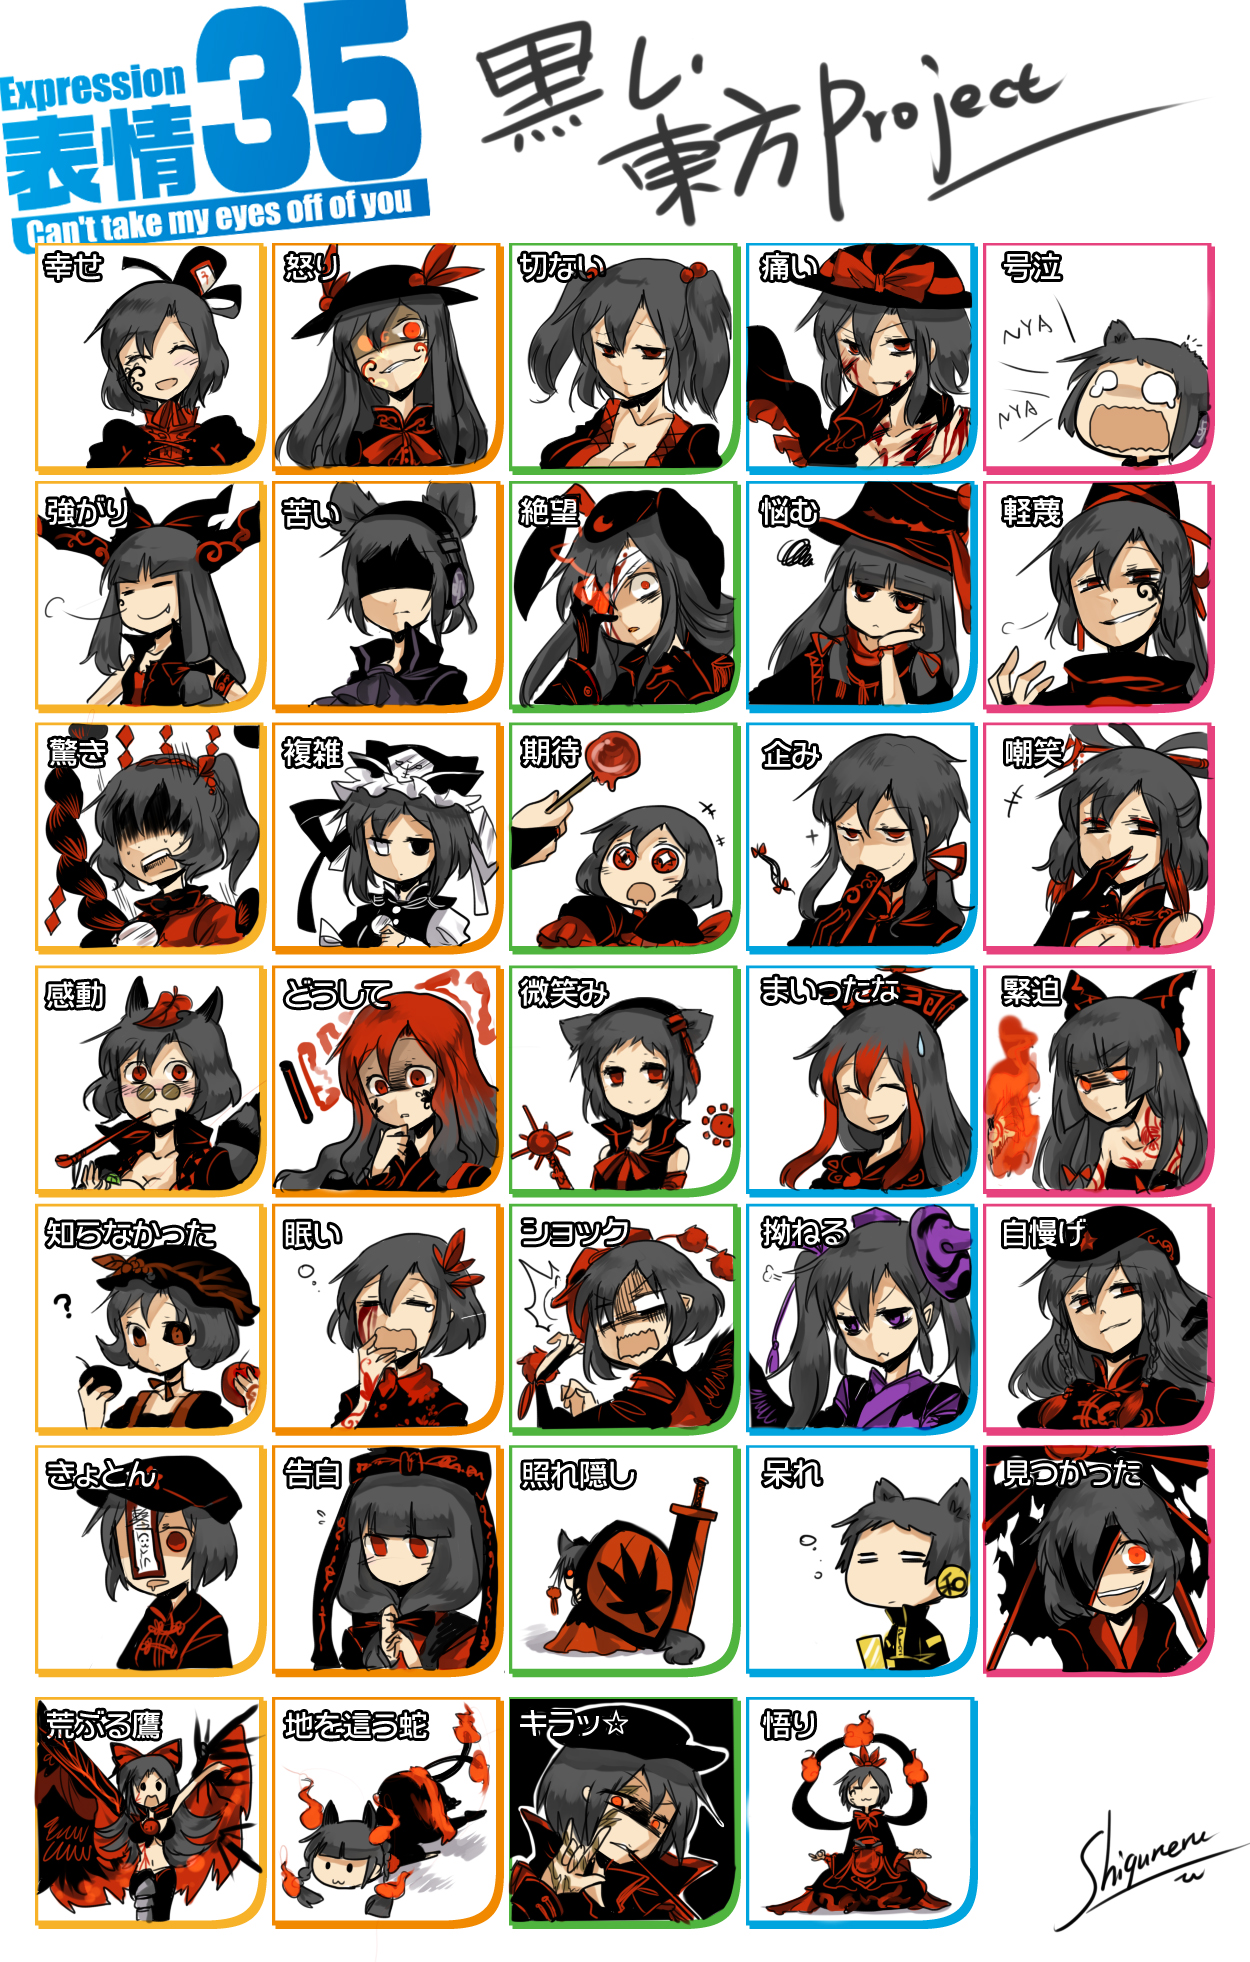 Expression
表情35
Can't take my eyes off of you
黒し
東方project
幸せ
怒り
切ない
痛い
号泣
NYA
NYA
強がり
苦い
絶望
悩む
軽蔑
驚き
複雑
期待
企み
嘲笑
感動
どうして
微笑み
まいったな
緊迫
知らなかった
?
眠い
ショック
拗ねる
自慢げ
きょとん
告白
照れ隠し
呆れ
和
見つかった
荒ぶる鷹
地を這う蛇
キラッ☆
悟り
Shigureru